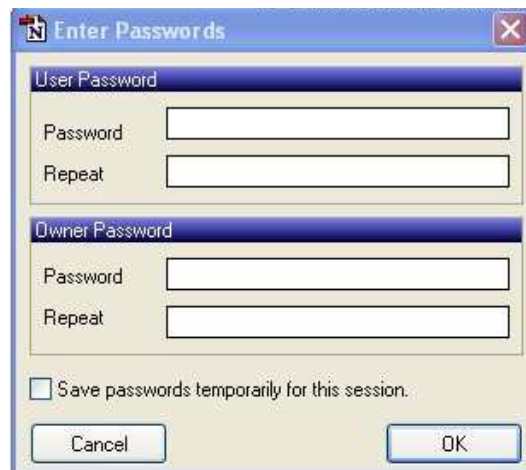 Enter Passwords
User Password
Password
Repeat
Owner Password
Password
Repeat
Save passwords temporarily for this session.
Cancel OK